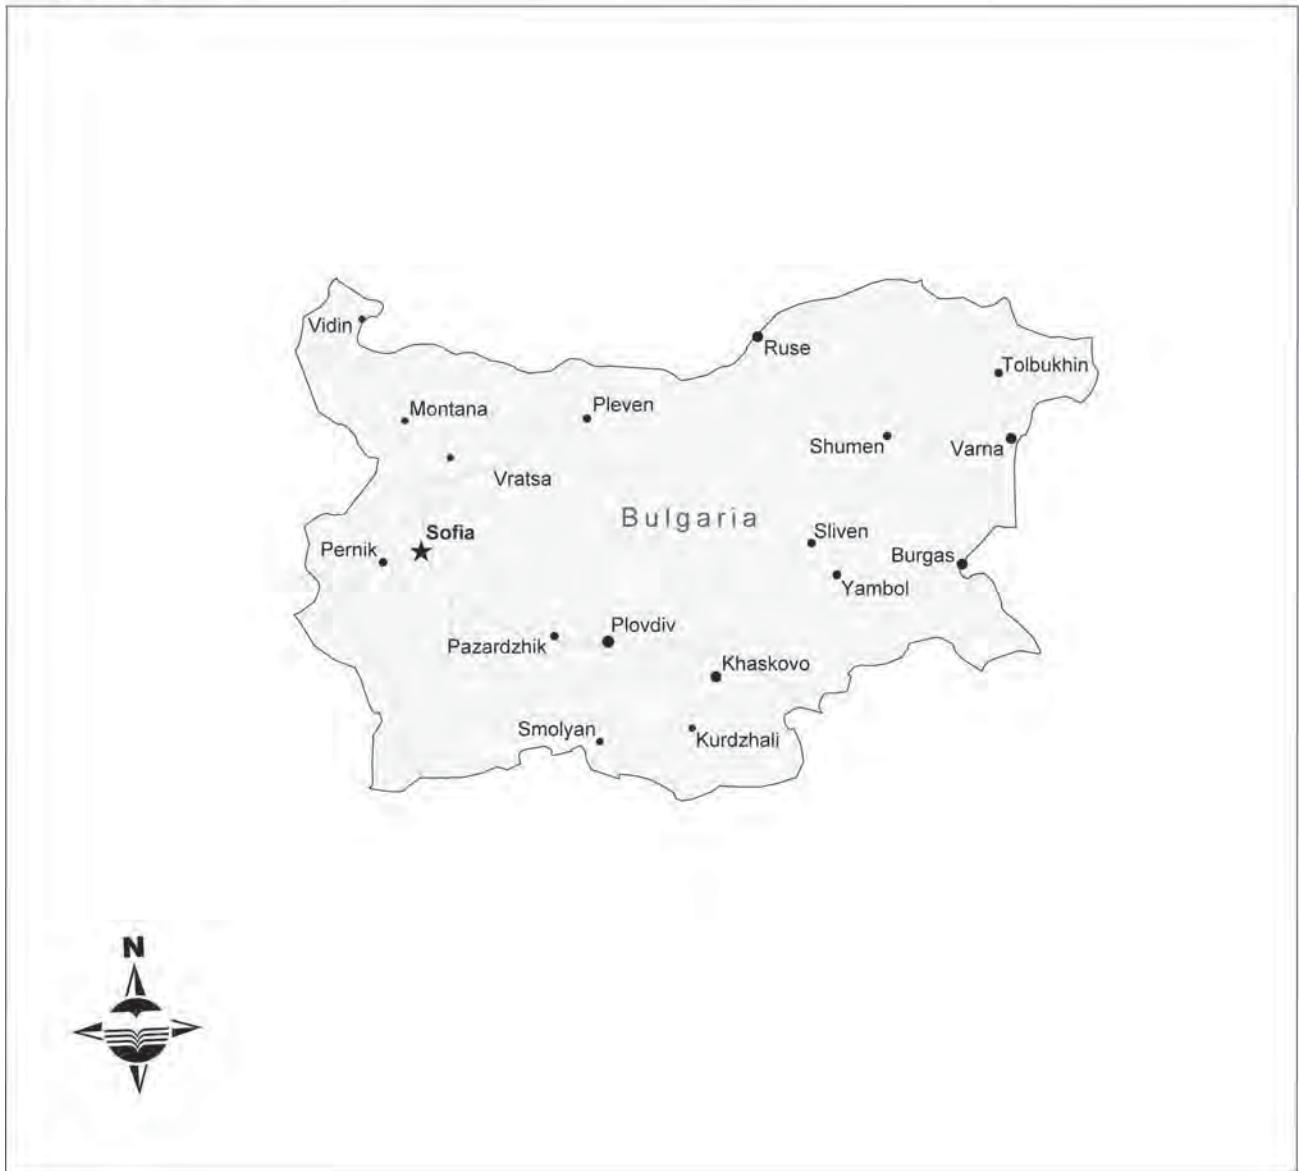 Vidin
Ruse
Tolbukhin
Montana
Pleven
Shumen
Varna
Vratsa
Bulgaria
Sofia
Pernik
Sliven
Burgas
Yambol
Plovdiv
Pazardzhik
Khaskovo
Smolyan
Kurdzhali
N